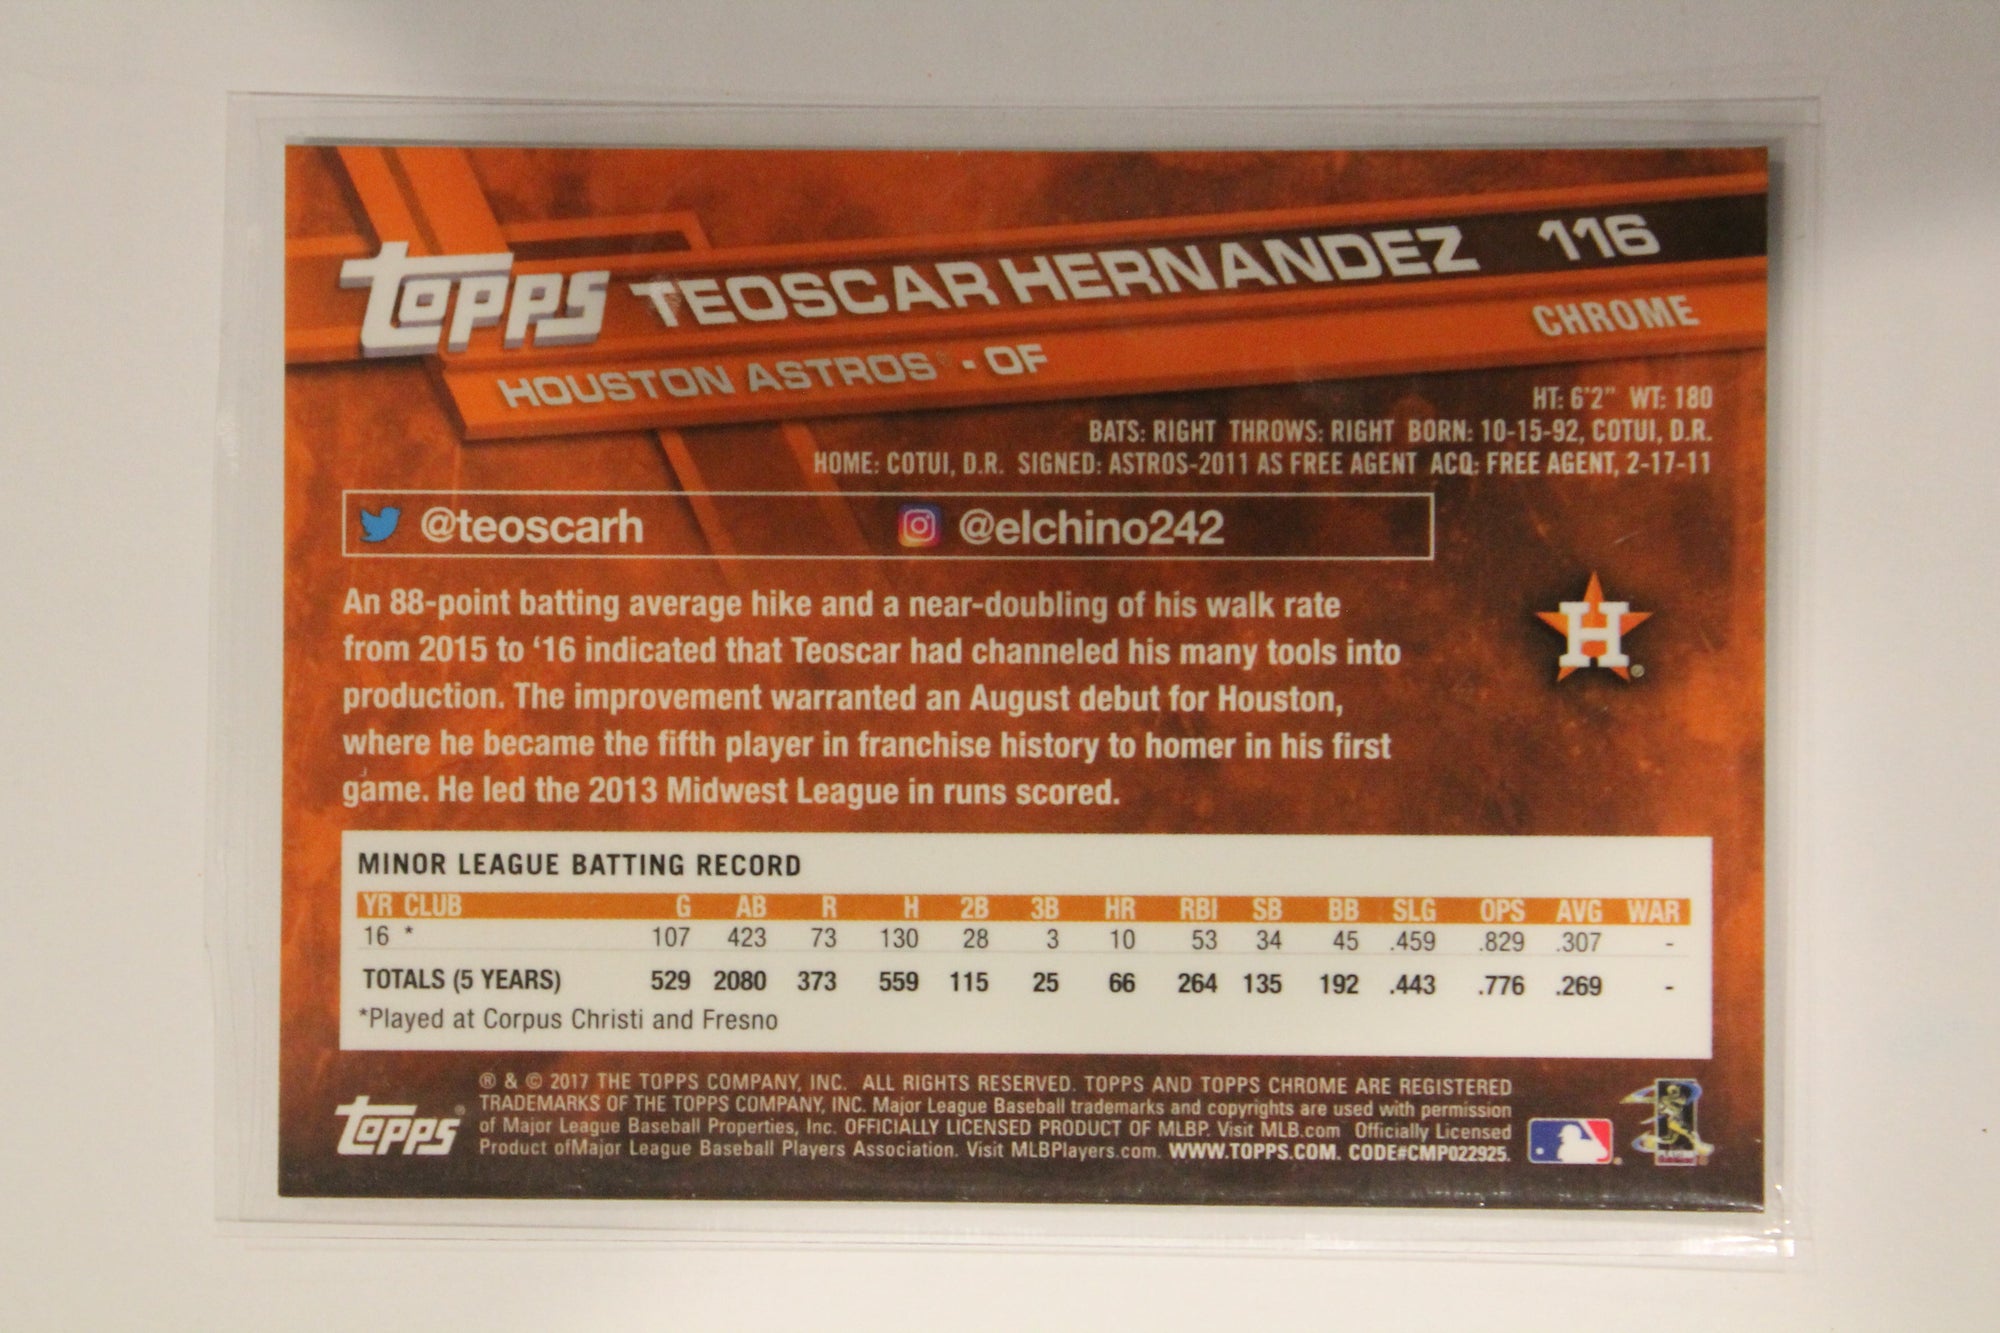 TOPPS TEOSCAR HERNANDEZ 116
CHROME
HOUSTON ASTROS® - OF
HT: 6'2" WT: 180
BATS: RIGHT THROWS: RIGHT BORN: 10-15-92, COTUI, D.R.
HOME: COTUI, D.R. SIGNED: ASTROS-2011 AS FREE AGENT ACQ: FREE AGENT, 2-17-11
@teoscarh @elchino242
An 88-point batting average hike and a near-doubling of his walk rate
from 2015 to '16 indicated that Teoscar had channeled his many tools into
production. The improvement warranted an August debut for Houston,
where he became the fifth player in franchise history to homer in his first
game. He led the 2013 Midwest League in runs scored.
H®
MINOR LEAGUE BATTING RECORD
YR CLUB G AB R H 2B 3B HR RBI SB BB SLG OPS AVG WAR
16 * 107 423 73 130 28 3 10 53 34 45 .459 .829 .307 -
TOTALS (5 YEARS) 529 2080 373 559 115 25 66 264 135 192 .443 .776 .269 -
*Played at Corpus Christi and Fresno
TOPPS®
® & © 2017 THE TOPPS COMPANY, INC. ALL RIGHTS RESERVED. TOPPS AND TOPPS CHROME ARE REGISTERED
TRADEMARKS OF THE TOPPS COMPANY, INC. Major League Baseball trademarks and copyrights are used with permission
of Major League Baseball Properties, Inc. OFFICIALLY LICENSED PRODUCT OF MLBP. Visit MLB.com Officially Licensed
Product ofMajor League Baseball Players Association. Visit MLBPlayers.com. WWW.TOPPS.COM. CODE#CMP022925.